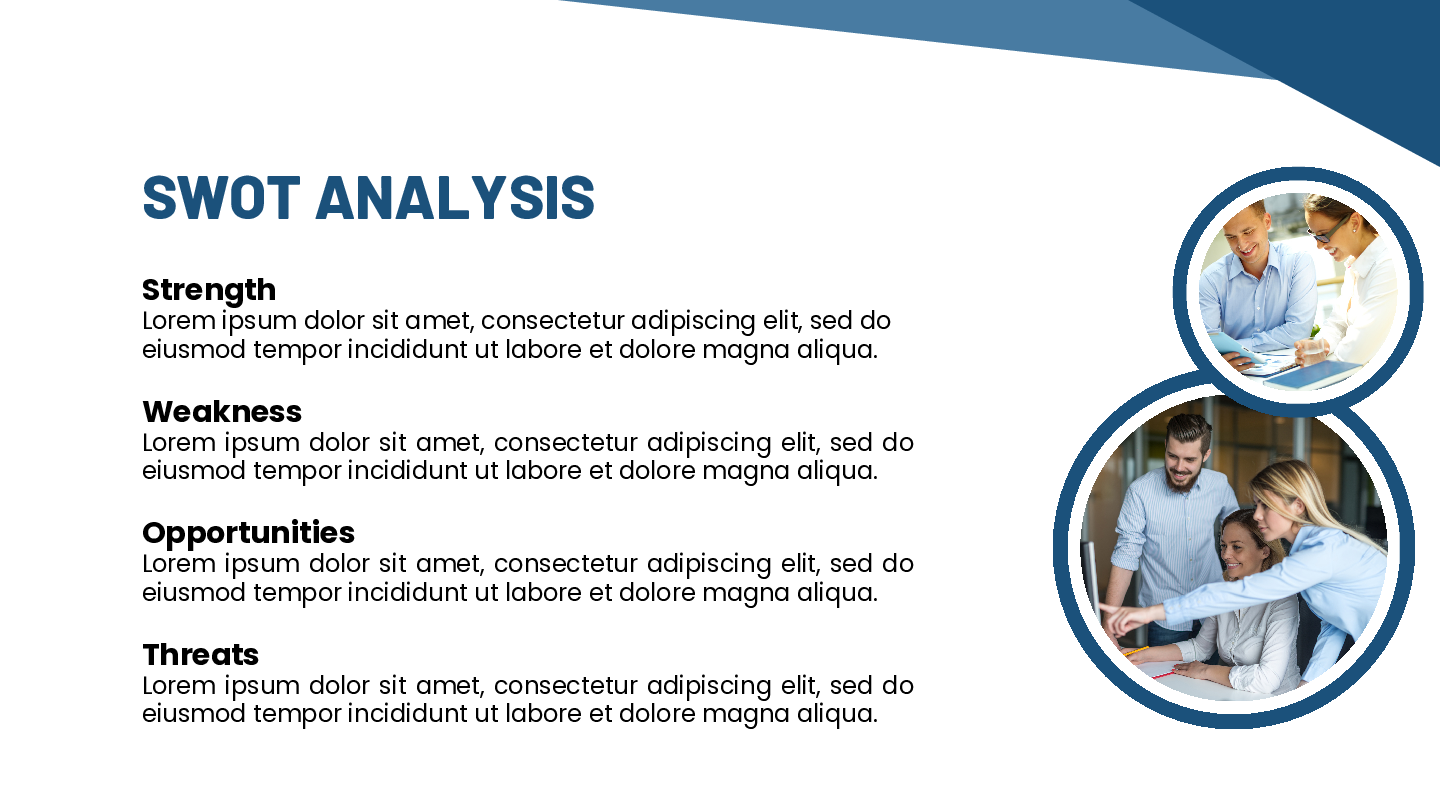 SWOT ANALYSIS
Strength
Lorem ipsum dolor sit amet, consectetur adipiscing elit, sed do
eiusmod tempor incididunt ut labore et dolore magna aliqua.
Weakness
Lorem ipsum dolor sit amet, consectetur adipiscing elit, sed do
eiusmod tempor incididunt ut labore et dolore magna aliqua.
Opportunities
Lorem ipsum dolor sit amet, consectetur adipiscing elit, sed do
eiusmod tempor incididunt ut labore et dolore magna aliqua.
Threats
Lorem ipsum dolor sit amet, consectetur adipiscing elit, sed do
eiusmod tempor incididunt ut labore et dolore magna aliqua.